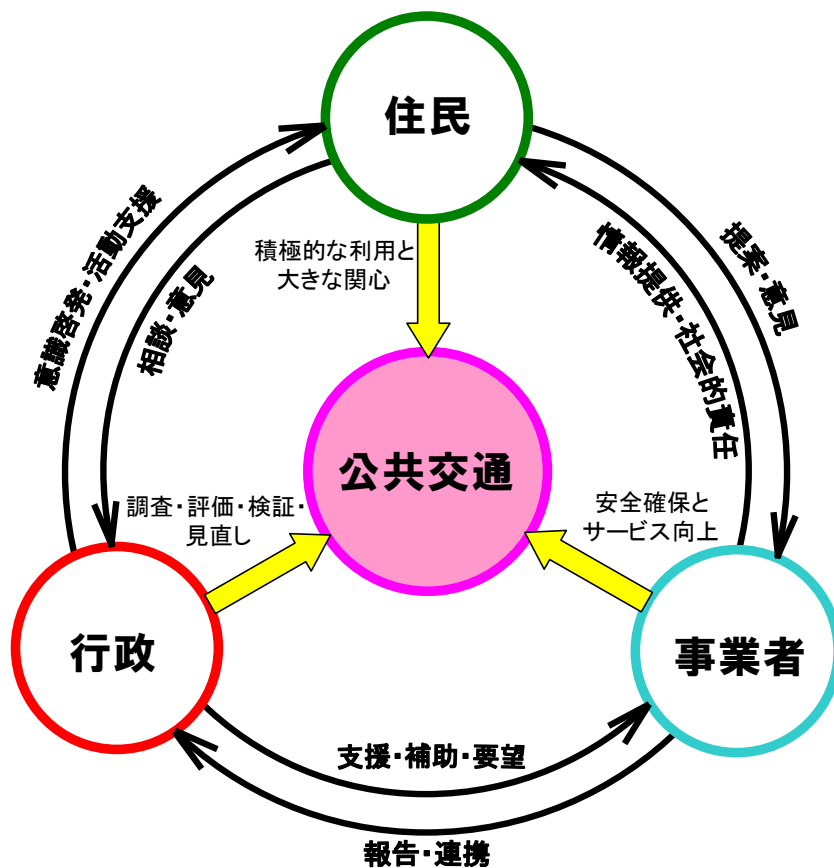 住民
積極的な利用と
大きな関心
意識啓発・活動支援
相談・意見
情報提供・社会的責任
提案・意見
公共交通
調査・評価・検証・
見直し
安全確保と
サービス向上
行政
事業者
支援・補助・要望
報告・連携